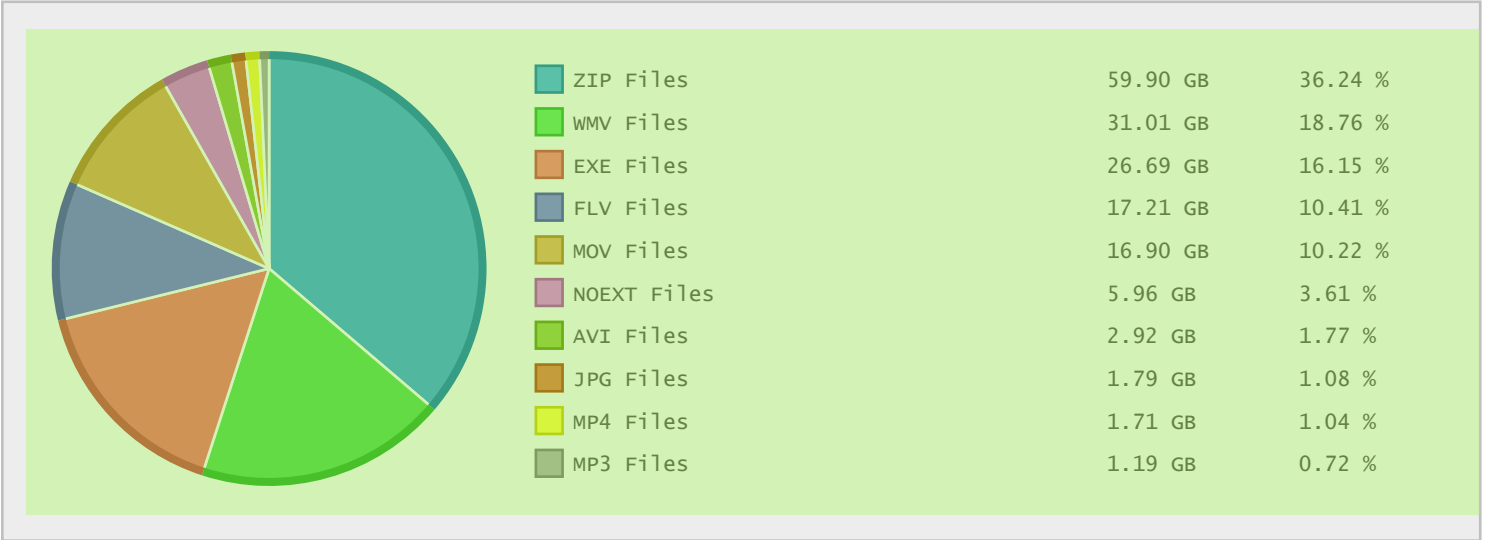 ZIP Files 59.90 GB 36.24 %
WMV Files 31.01 GB 18.76 %
EXE Files 26.69 GB 16.15 %
FLV Files 17.21 GB 10.41 %
MOV Files 16.90 GB 10.22 %
NOEXT Files 5.96 GB 3.61 %
AVI Files 2.92 GB 1.77 %
JPG Files 1.79 GB 1.08 %
MP4 Files 1.71 GB 1.04 %
MP3 Files 1.19 GB 0.72 %